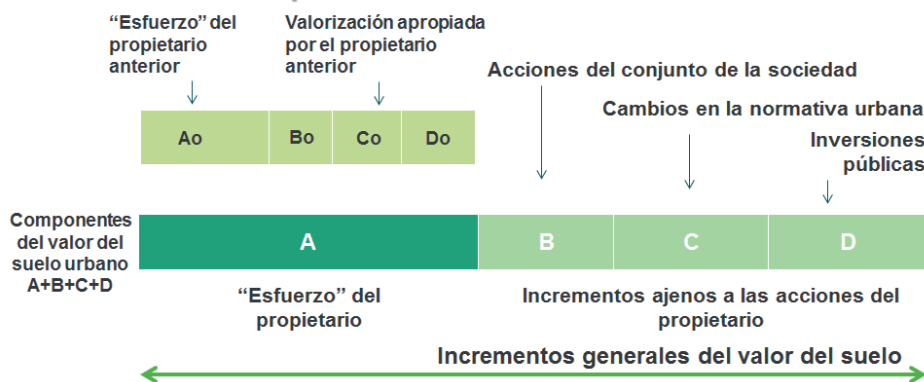 “Esfuerzo” del
propietario
anterior
Valorización apropiada
por el propietario
anterior
Acciones del conjunto de la sociedad
Cambios en la normativa urbana
Inversiones
públicas
Ao
Bo
Co
Do
Componentes
del valor del
suelo urbano
A+B+C+D
A
B
C
D
“Esfuerzo” del
propietario
Incrementos ajenos a las acciones del
propietario
Incrementos generales del valor del suelo